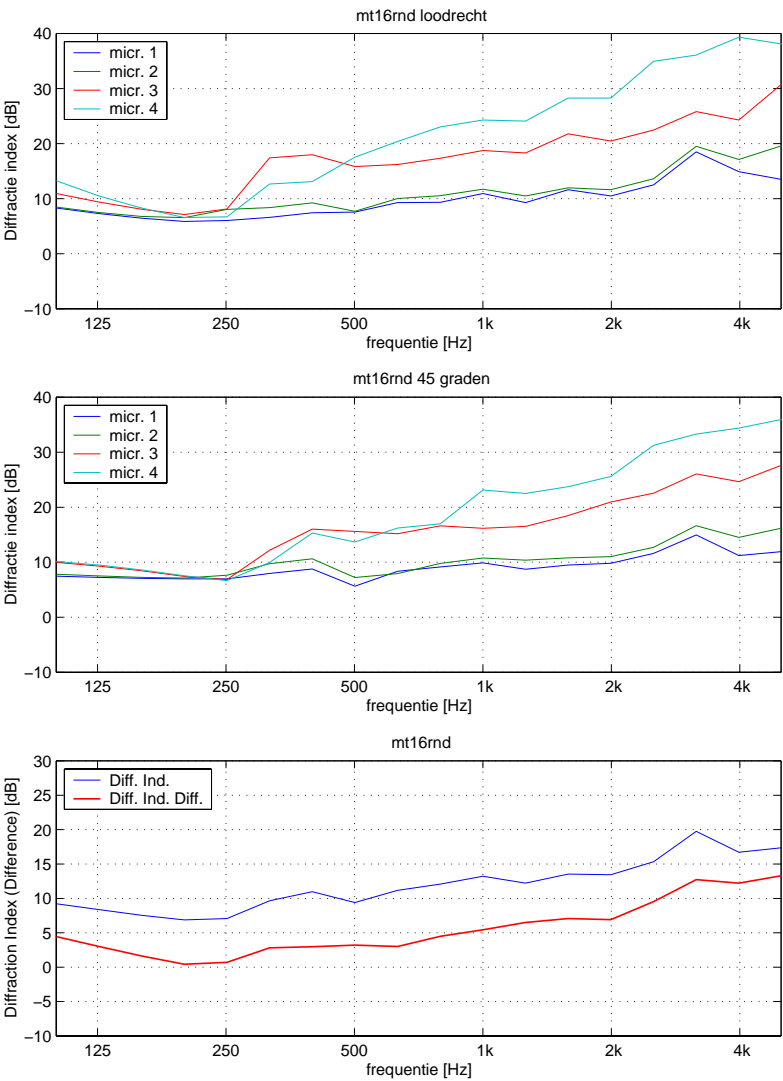 mt16rnd loodrecht
Diffractie index [dB]
40
30
20
10
0
−10
micr. 1
micr. 2
micr. 3
micr. 4
125 250 500 1k 2k 4k
frequentie [Hz]
mt16rnd 45 graden
Diffractie index [dB]
40
30
20
10
0
−10
micr. 1
micr. 2
micr. 3
micr. 4
125 250 500 1k 2k 4k
frequentie [Hz]
mt16rnd
Diffraction Index (Difference) [dB]
30
25
20
15
10
5
0
−5
−10
Diff. Ind.
Diff. Ind. Diff.
125 250 500 1k 2k 4k
frequentie [Hz]